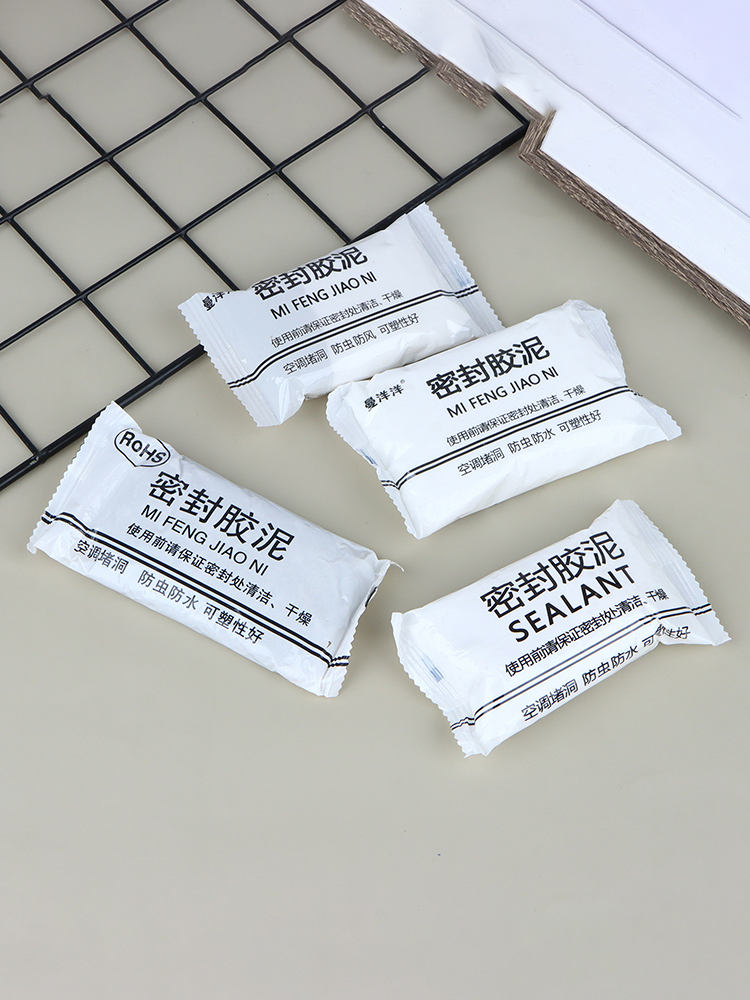 曼洋洋
密封胶泥
MI FENG JIAO NI
使用前请保证密封处清洁、干燥
空调堵洞 防虫防风 可塑性好
曼洋洋®
密封胶泥
MI FENG JIAO NI
使用前请保证密封处清洁、干燥
空调堵洞 防虫防水 可塑性好
RoHS
密封胶泥
MI FENG JIAO NI
使用前请保证密封处清洁、干燥
空调堵洞 防虫防水 可塑性好
密封胶泥
SEALANT
使用前请保证密封处清洁、干燥
空调堵洞 防虫防水 可塑性好